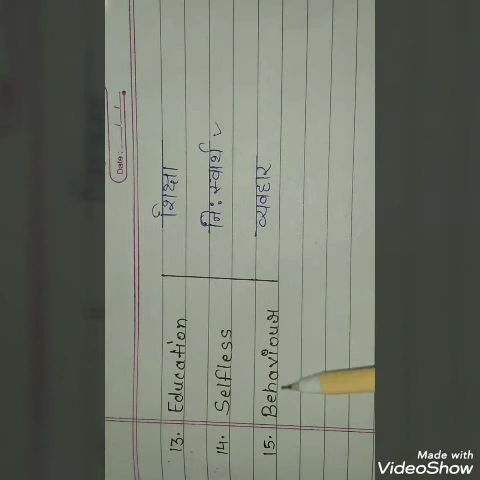 Date:
13. Education शिक्षा
14. Selfless नि: स्वार्थ
15. Behaviour व्यवहार
Made with
VideoShow